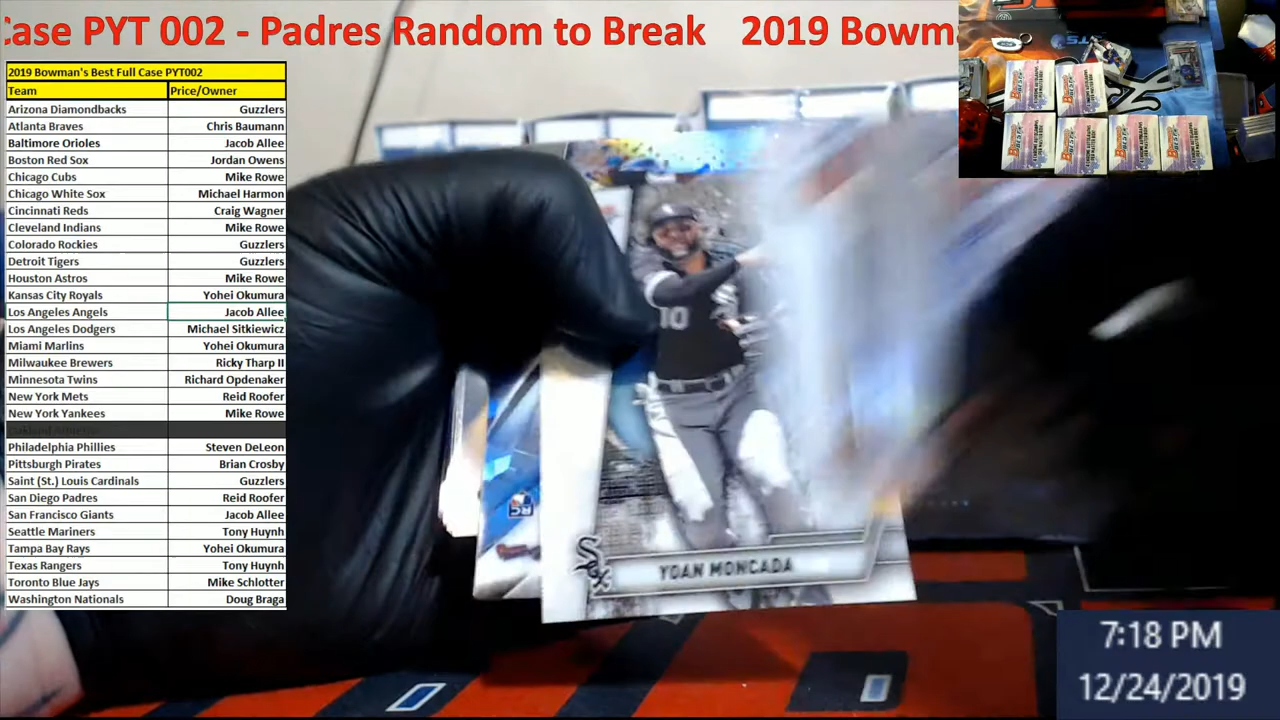 Case PYT 002 - Padres Random to Break 2019 Bowm
2019 Bowman's Best Full Case PYT002
Team Price/Owner
Arizona Diamondbacks Guzzlers
Atlanta Braves Chris Baumann
Baltimore Orioles Jacob Allee
Boston Red Sox Jordan Owens
Chicago Cubs Mike Rowe
Chicago White Sox Michael Harmon
Cincinnati Reds Craig Wagner
Cleveland Indians Mike Rowe
Colorado Rockies Guzzlers
Detroit Tigers Guzzlers
Houston Astros Mike Rowe
Kansas City Royals Yohei Okumura
Los Angeles Angels Jacob Allee
Los Angeles Dodgers Michael Sitkiewicz
Miami Marlins Yohei Okumura
Milwaukee Brewers Ricky Tharp II
Minnesota Twins Richard Opdenaker
New York Mets Reid Roofer
New York Yankees Mike Rowe
Philadelphia Phillies Steven DeLeon
Pittsburgh Pirates Brian Crosby
Saint (St.) Louis Cardinals Guzzlers
San Diego Padres Reid Roofer
San Francisco Giants Jacob Allee
Seattle Mariners Tony Huynh
Tampa Bay Rays Yohei Okumura
Texas Rangers Tony Huynh
Toronto Blue Jays Mike Schlotter
Washington Nationals Doug Braga
10
RC
SOX
YOAN MONCADA
7:18 PM
12/24/2019